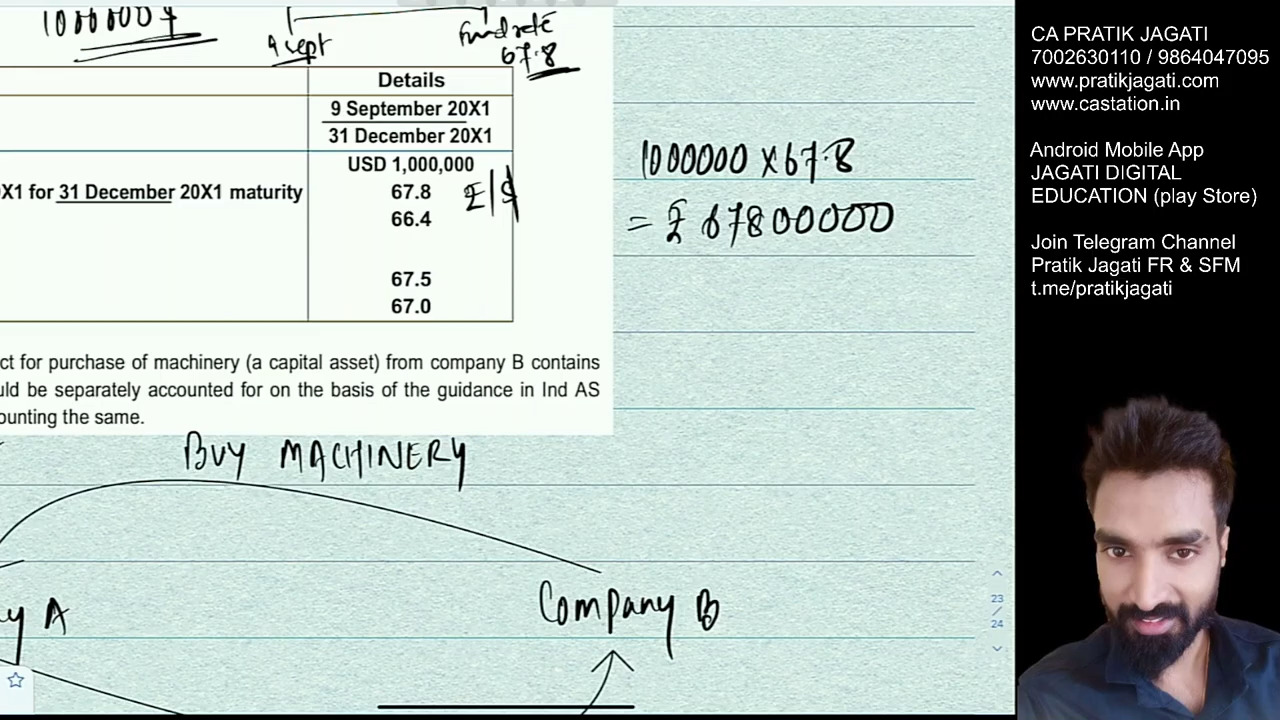 1000000 $
9 sept
67.8
Details
9 September 20X1
31 December 20X1
USD 1,000,000
0X1 for 31 December 20X1 maturity
67.8
₹/$
66.4
67.5
67.0
ct for purchase of machinery (a capital asset) from company B contains
uld be separately accounted for on the basis of the guidance in Ind AS
ounting the same.
1000000 x 67.8
= ₹ 67800000
BUY MACHINERY
y A
Company B
23
/
24
CA PRATIK JAGATI
7002630110 / 9864047095
www.pratikjagati.com
www.castation.in
Android Mobile App
JAGATI DIGITAL
EDUCATION (play Store)
Join Telegram Channel
Pratik Jagati FR & SFM
t.me/pratikjagati